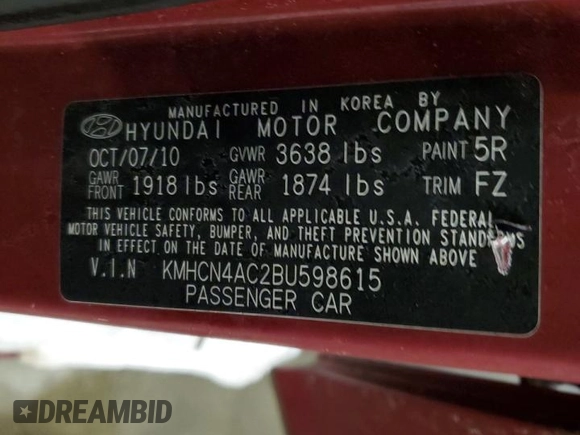 MANUFACTURED IN KOREA BY
HYUNDAI MOTOR COMPANY
OCT/07/10 GVWR 3638 lbs PAINT 5R
GAWR FRONT 1918 lbs GAWR REAR 1874 lbs TRIM FZ
THIS VEHICLE CONFORMS TO ALL APPLICABLE U.S.A. FEDERAL
MOTOR VEHICLE SAFETY, BUMPER, AND THEFT PREVENTION STANDARDS
IN EFFECT ON THE DATE OF MANUFACTURE SHOWN ABOVE
V.I.N KMHCN4AC2BU598615
PASSENGER CAR
DREAMBID